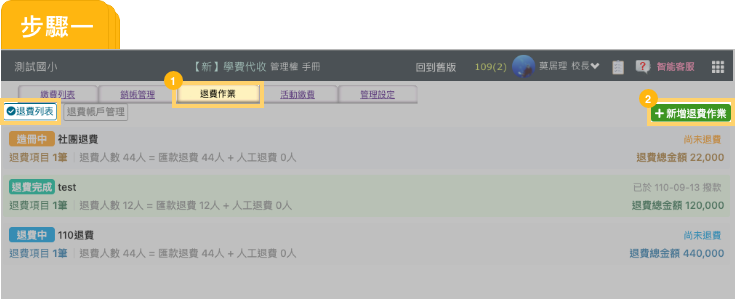 步驟一
測試國小 【新】學費代收 管理權 手冊 回到舊版 109(2) 莫居理 校長 智能客服
1
繳費列表 銷帳管理 退費作業 活動繳費 管理設定
2
退費列表 退費帳戶管理 +新增退費作業
造冊中 社團退費 尚未退費
退費項目 1筆 退費人數 44人 = 匯款退費 44人 + 人工退費 0人 退費總金額 22,000
退費完成 test 已於 110-09-13 撥款
退費項目 1筆 退費人數 12人 = 匯款退費 12人 + 人工退費 0人 退費總金額 120,000
退費中 110退費 尚未退費
退費項目 1筆 退費人數 44人 = 匯款退費 44人 + 人工退費 0人 退費總金額 440,000